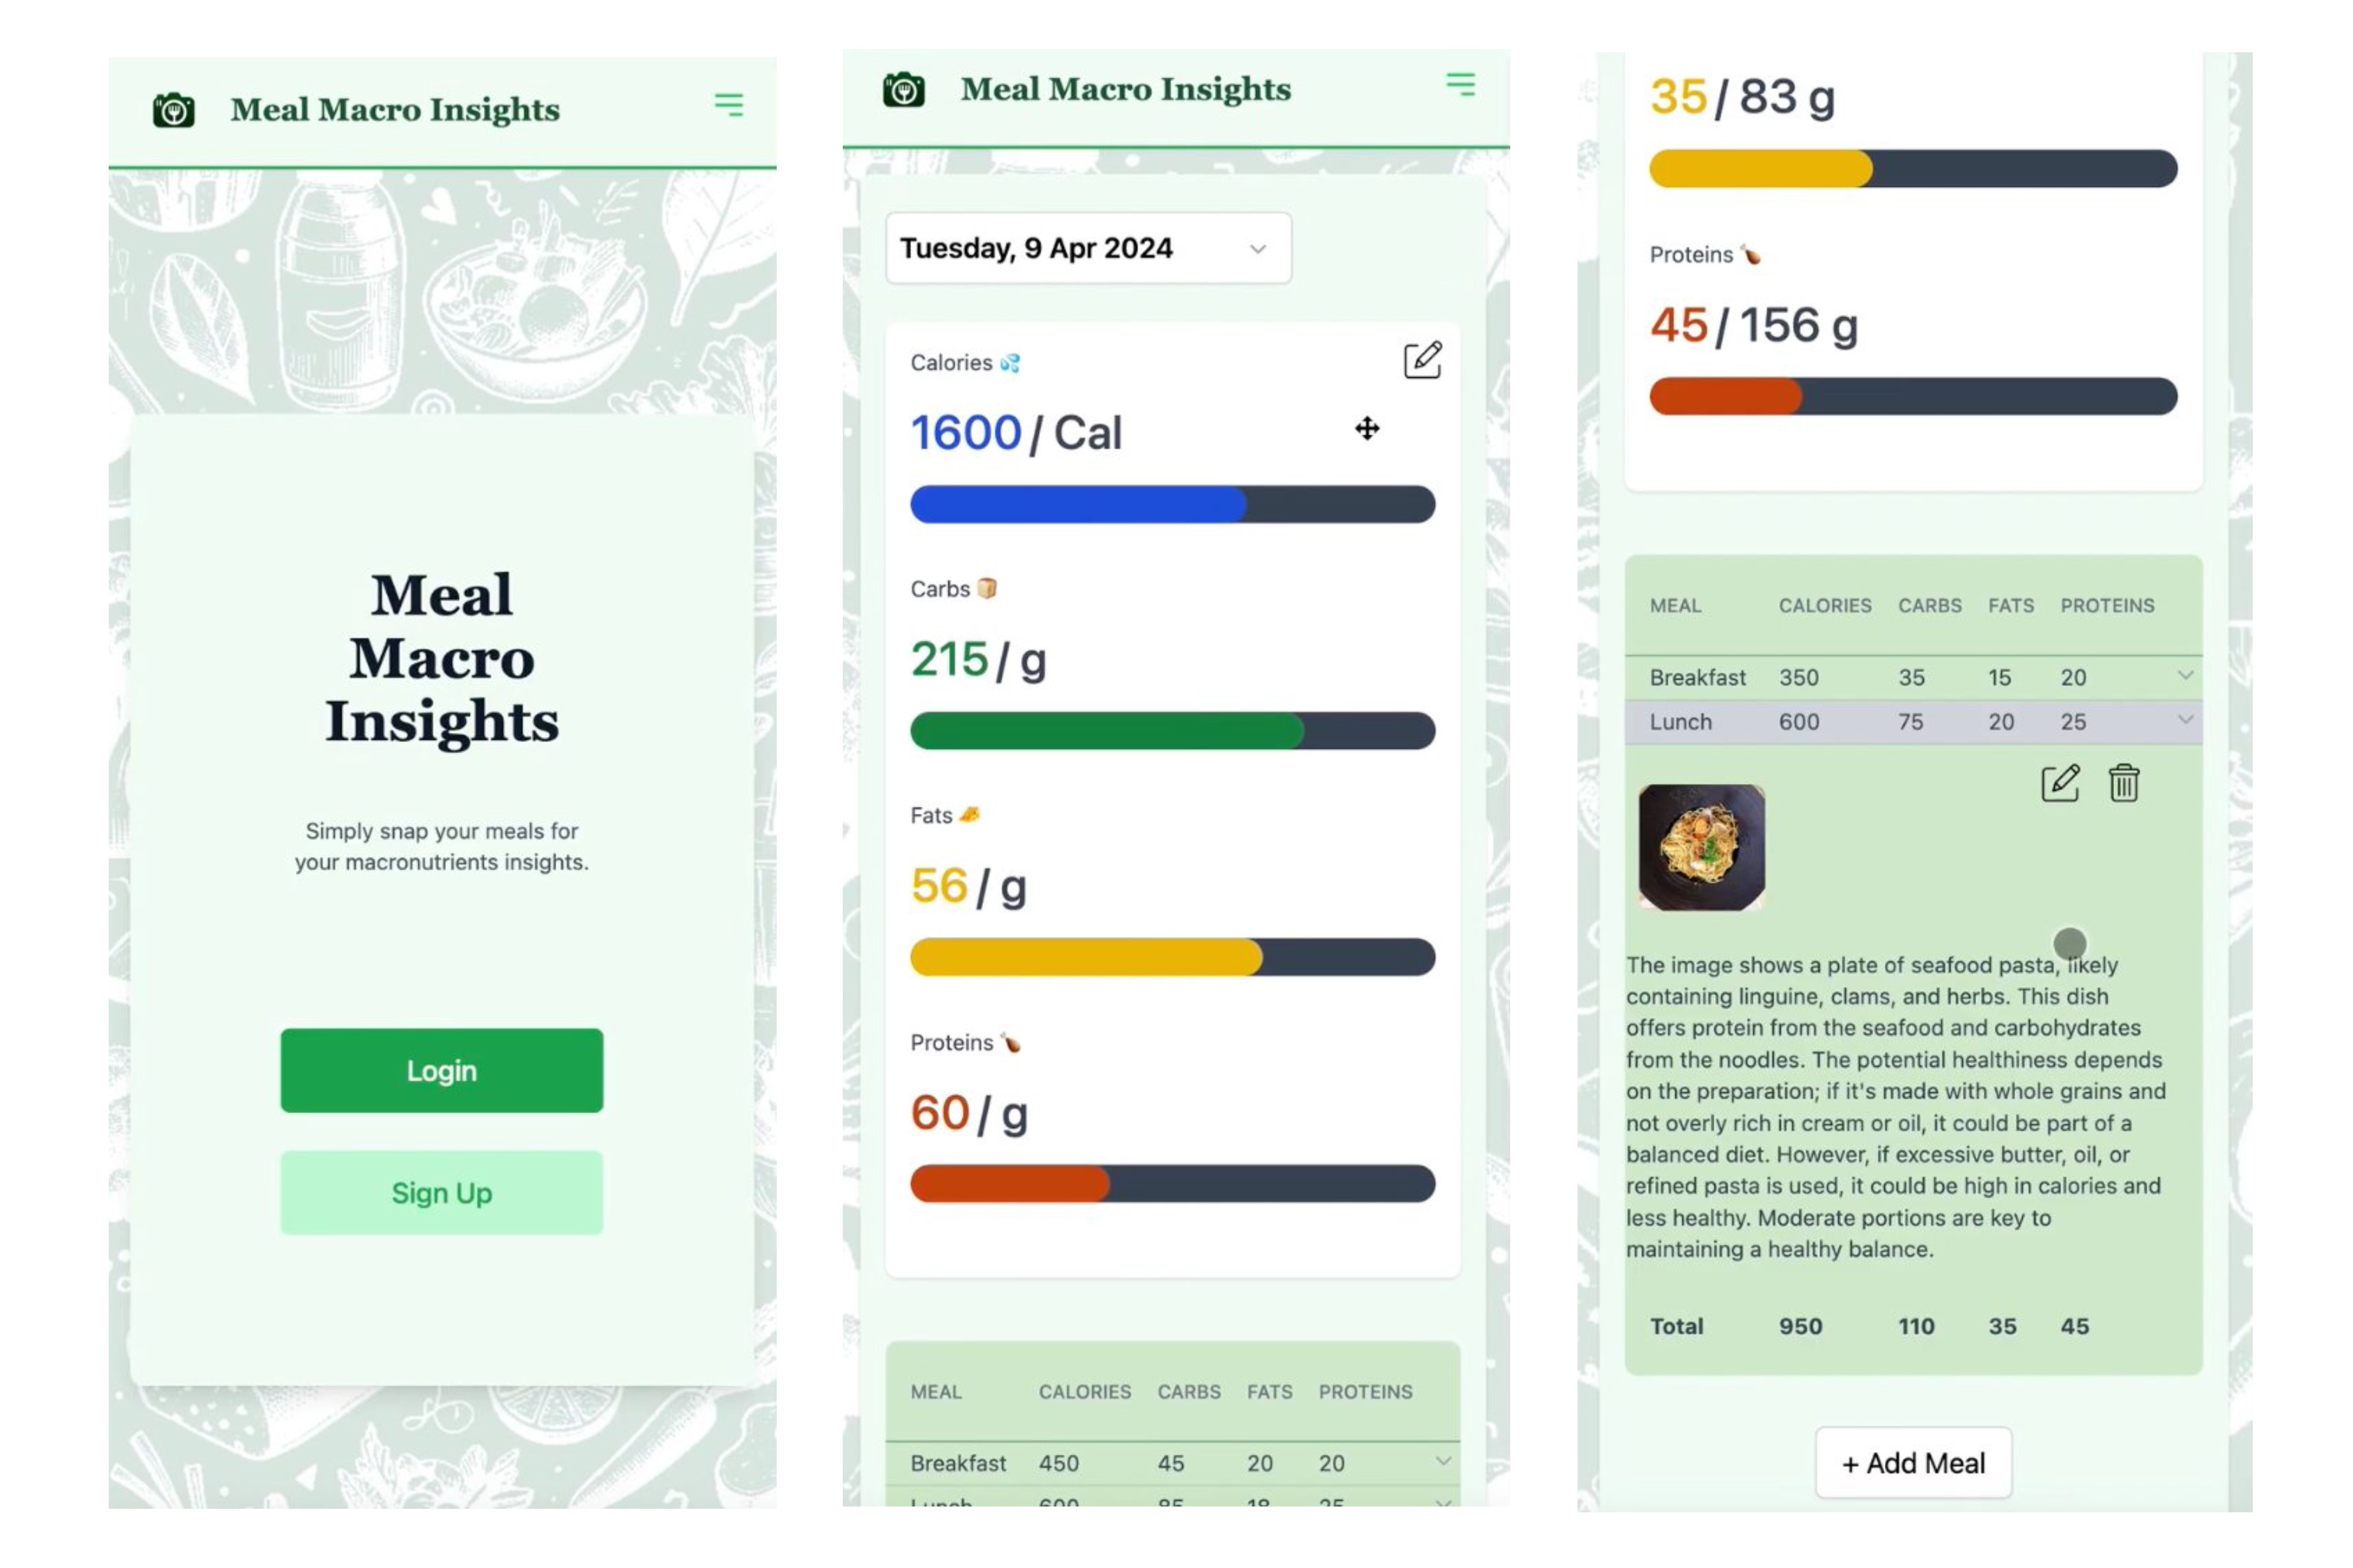 Meal Macro Insights
Meal
Macro
Insights
Simply snap your meals for
your macronutrients insights.
Login
Sign Up
Meal Macro Insights
Tuesday, 9 Apr 2024
Calories
1600 / Cal
Carbs
215 / g
Fats
56 / g
Proteins
60 / g
MEAL CALORIES CARBS FATS PROTEINS
Breakfast 450 45 20 20
Lunch 600 85 18 25
35 / 83 g
Proteins
45 / 156 g
MEAL CALORIES CARBS FATS PROTEINS
Breakfast 350 35 15 20
Lunch 600 75 20 25
The image shows a plate of seafood pasta, likely
containing linguine, clams, and herbs. This dish
offers protein from the seafood and carbohydrates
from the noodles. The potential healthiness depends
on the preparation; if it's made with whole grains and
not overly rich in cream or oil, it could be part of a
balanced diet. However, if excessive butter, oil, or
refined pasta is used, it could be high in calories and
less healthy. Moderate portions are key to
maintaining a healthy balance.
Total 950 110 35 45
+ Add Meal